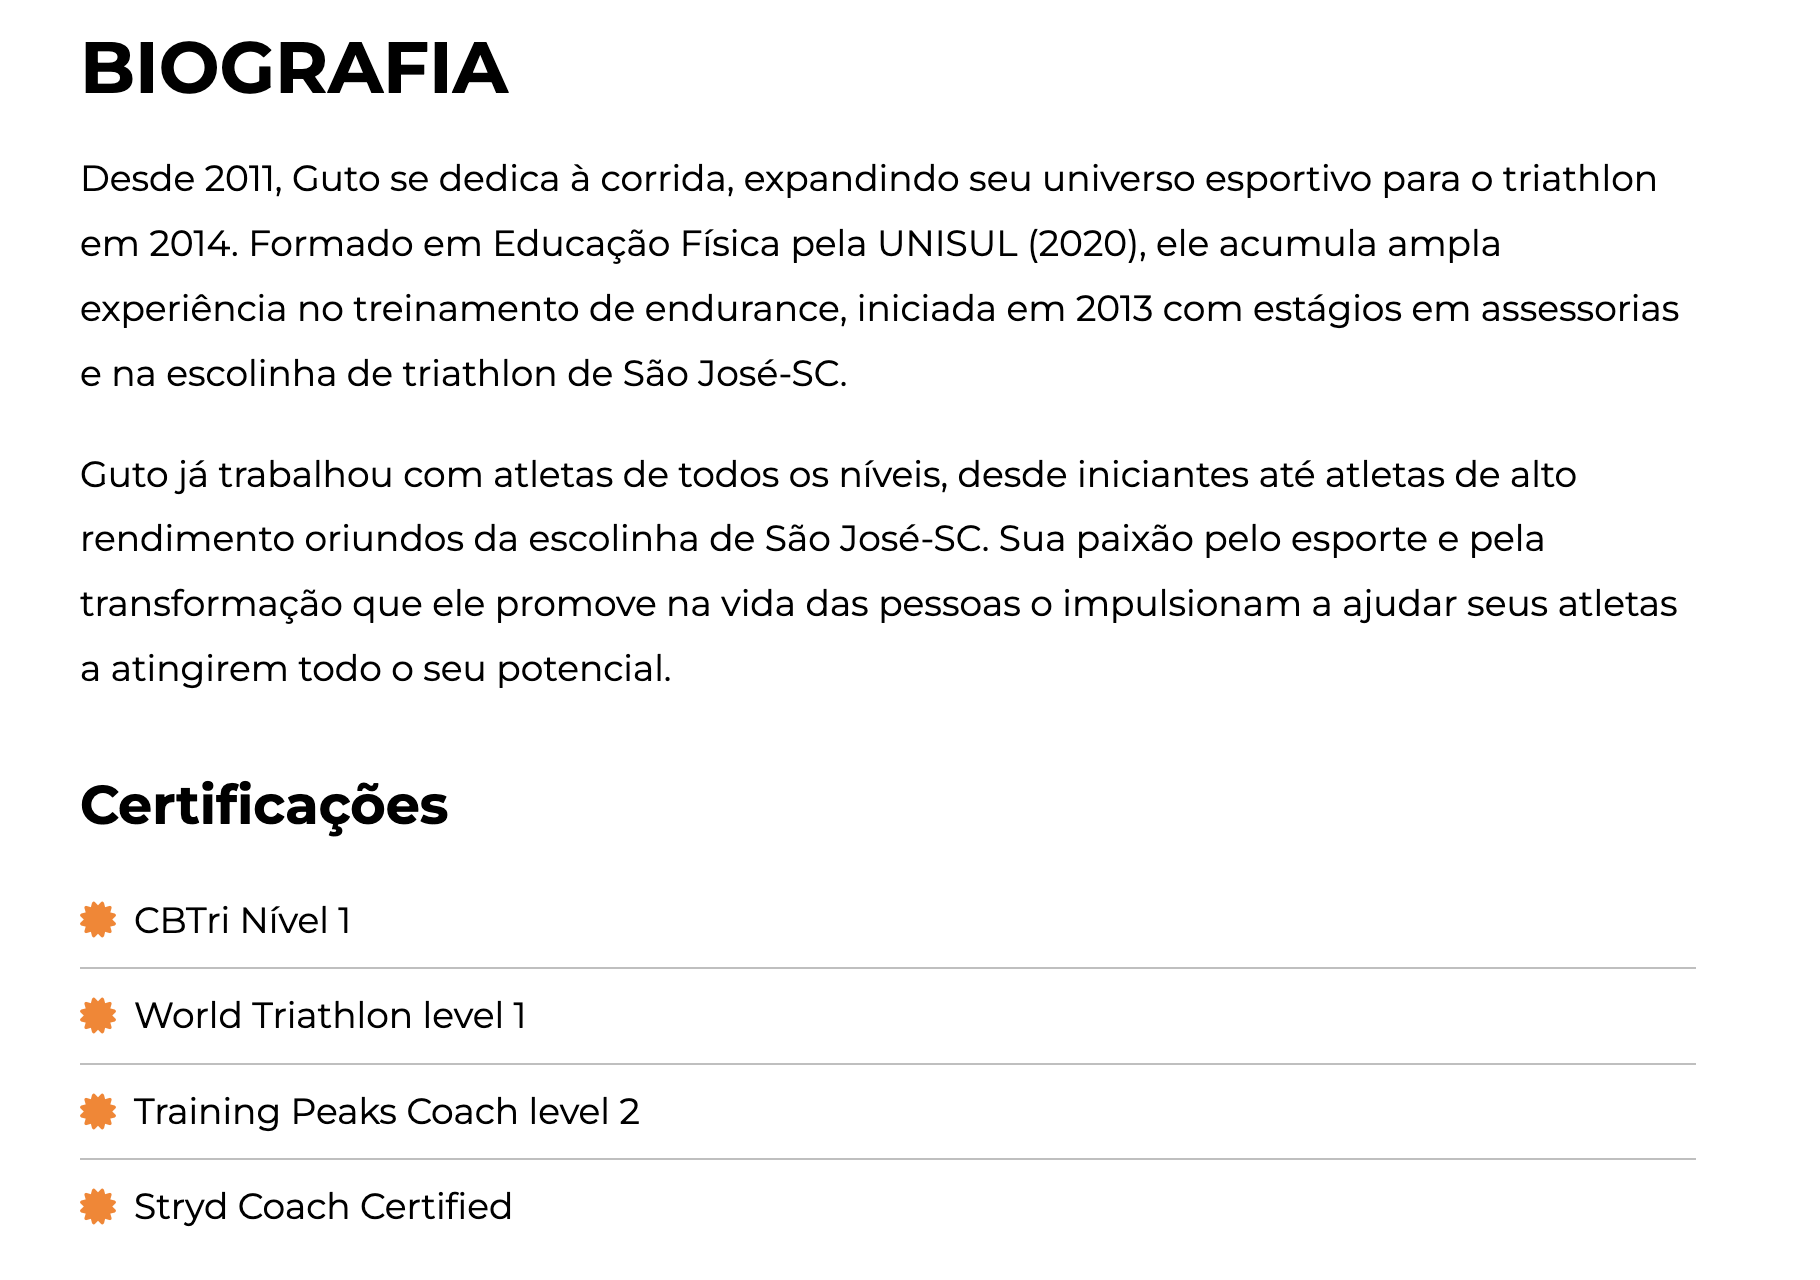 BIOGRAFIA
Desde 2011, Guto se dedica à corrida, expandindo seu universo esportivo para o triathlon
em 2014. Formado em Educação Física pela UNISUL (2020), ele acumula ampla
experiência no treinamento de endurance, iniciada em 2013 com estágios em assessorias
e na escolinha de triathlon de São José-SC.
Guto já trabalhou com atletas de todos os níveis, desde iniciantes até atletas de alto
rendimento oriundos da escolinha de São José-SC. Sua paixão pelo esporte e pela
transformação que ele promove na vida das pessoas o impulsionam a ajudar seus atletas
a atingirem todo o seu potencial.
Certificações
CBTri Nível 1
World Triathlon level 1
Training Peaks Coach level 2
Stryd Coach Certified